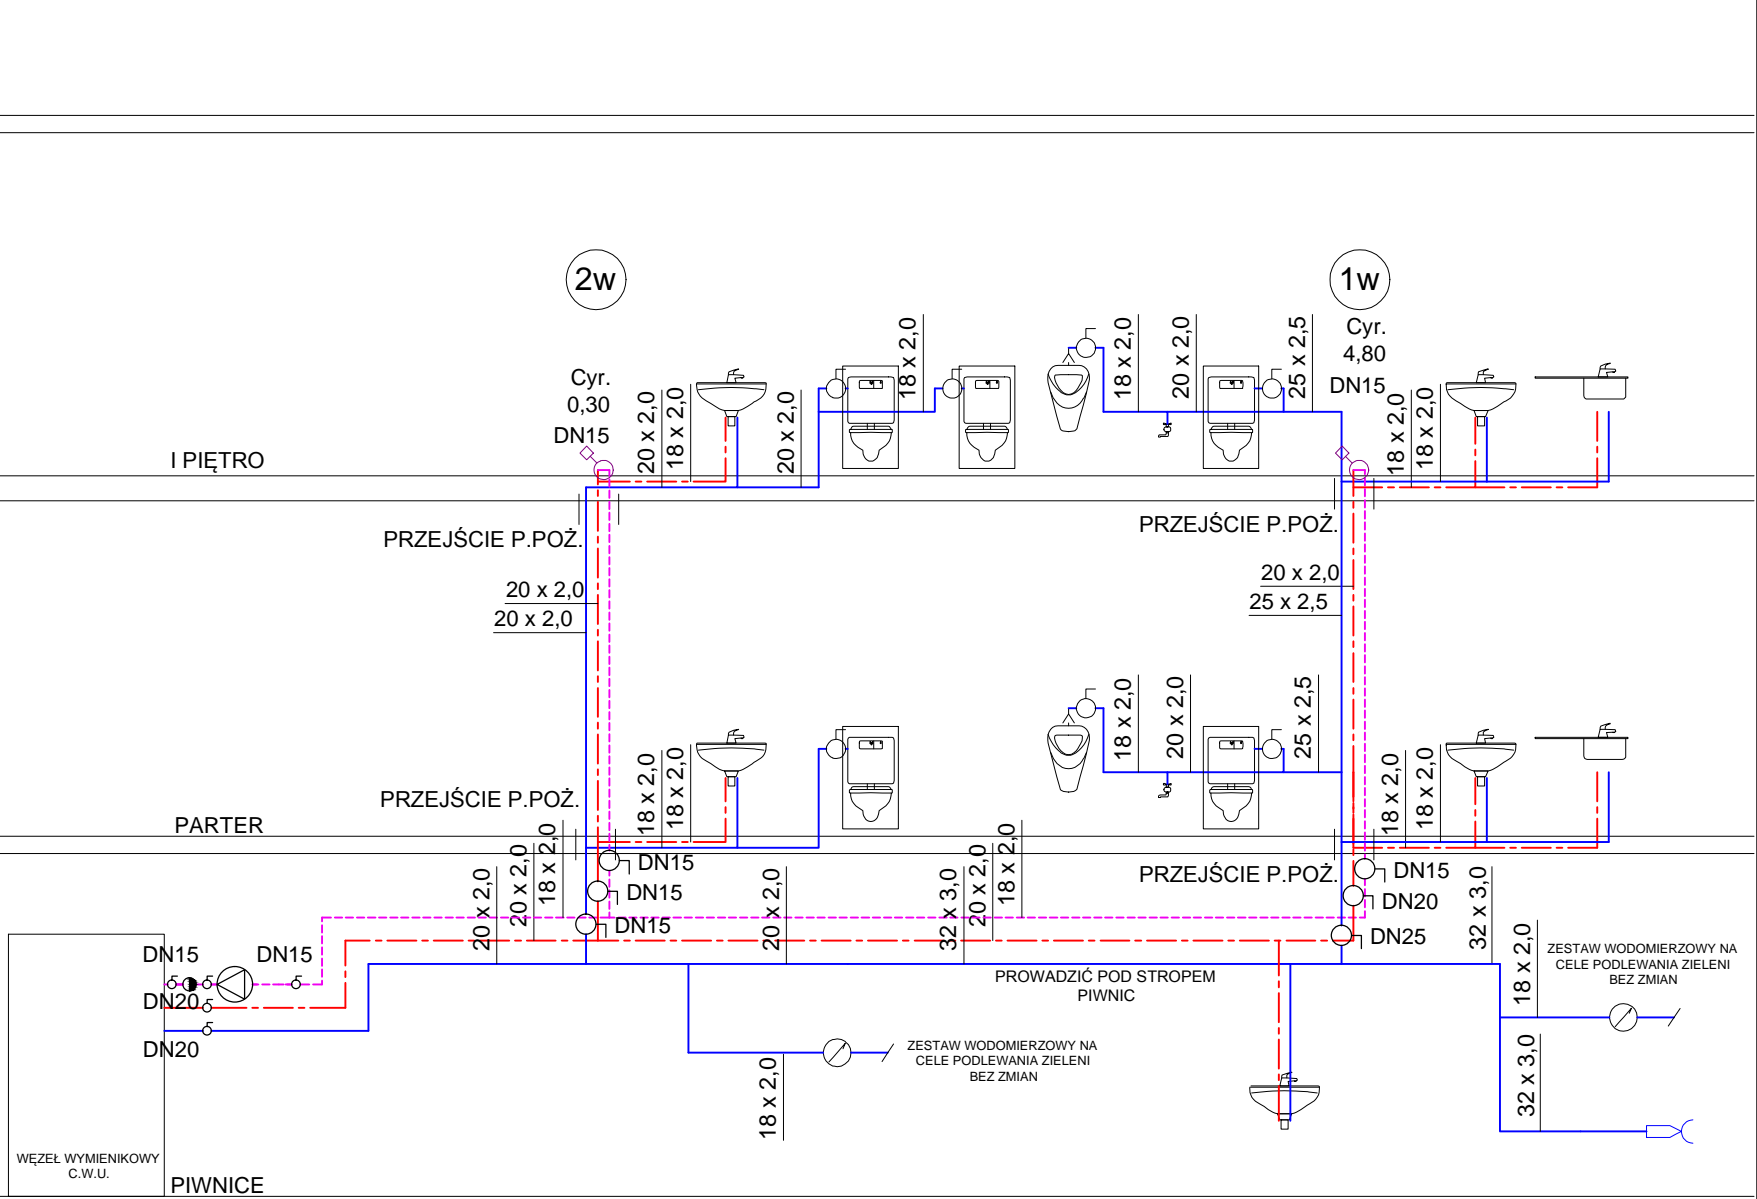 2w
1w
Cyr.
0,30
DN15
20 x 2,0
18 x 2,0
20 x 2,0
18 x 2,0
18 x 2,0
20 x 2,0
25 x 2,5
Cyr.
4,80
DN15
18 x 2,0
18 x 2,0
I PIĘTRO
PRZEJŚCIE P.POŻ.
PRZEJŚCIE P.POŻ.
20 x 2,0
20 x 2,0
20 x 2,0
25 x 2,5
18 x 2,0
18 x 2,0
18 x 2,0
20 x 2,0
25 x 2,5
18 x 2,0
18 x 2,0
PRZEJŚCIE P.POŻ.
PARTER
20 x 2,0
20 x 2,0
18 x 2,0
DN15
DN15
DN15
20 x 2,0
32 x 3,0
20 x 2,0
18 x 2,0
PRZEJŚCIE P.POŻ.
DN15
DN20
DN25
32 x 3,0
18 x 2,0
ZESTAW WODOMIERZOWY NA
CELE PODLEWANIA ZIELENI
BEZ ZMIAN
DN15
DN15
DN20
DN20
PROWADZIĆ POD STROPEM
PIWNIC
18 x 2,0
ZESTAW WODOMIERZOWY NA
CELE PODLEWANIA ZIELENI
BEZ ZMIAN
32 x 3,0
WĘZEŁ WYMIENIKOWY
C.W.U.
PIWNICE